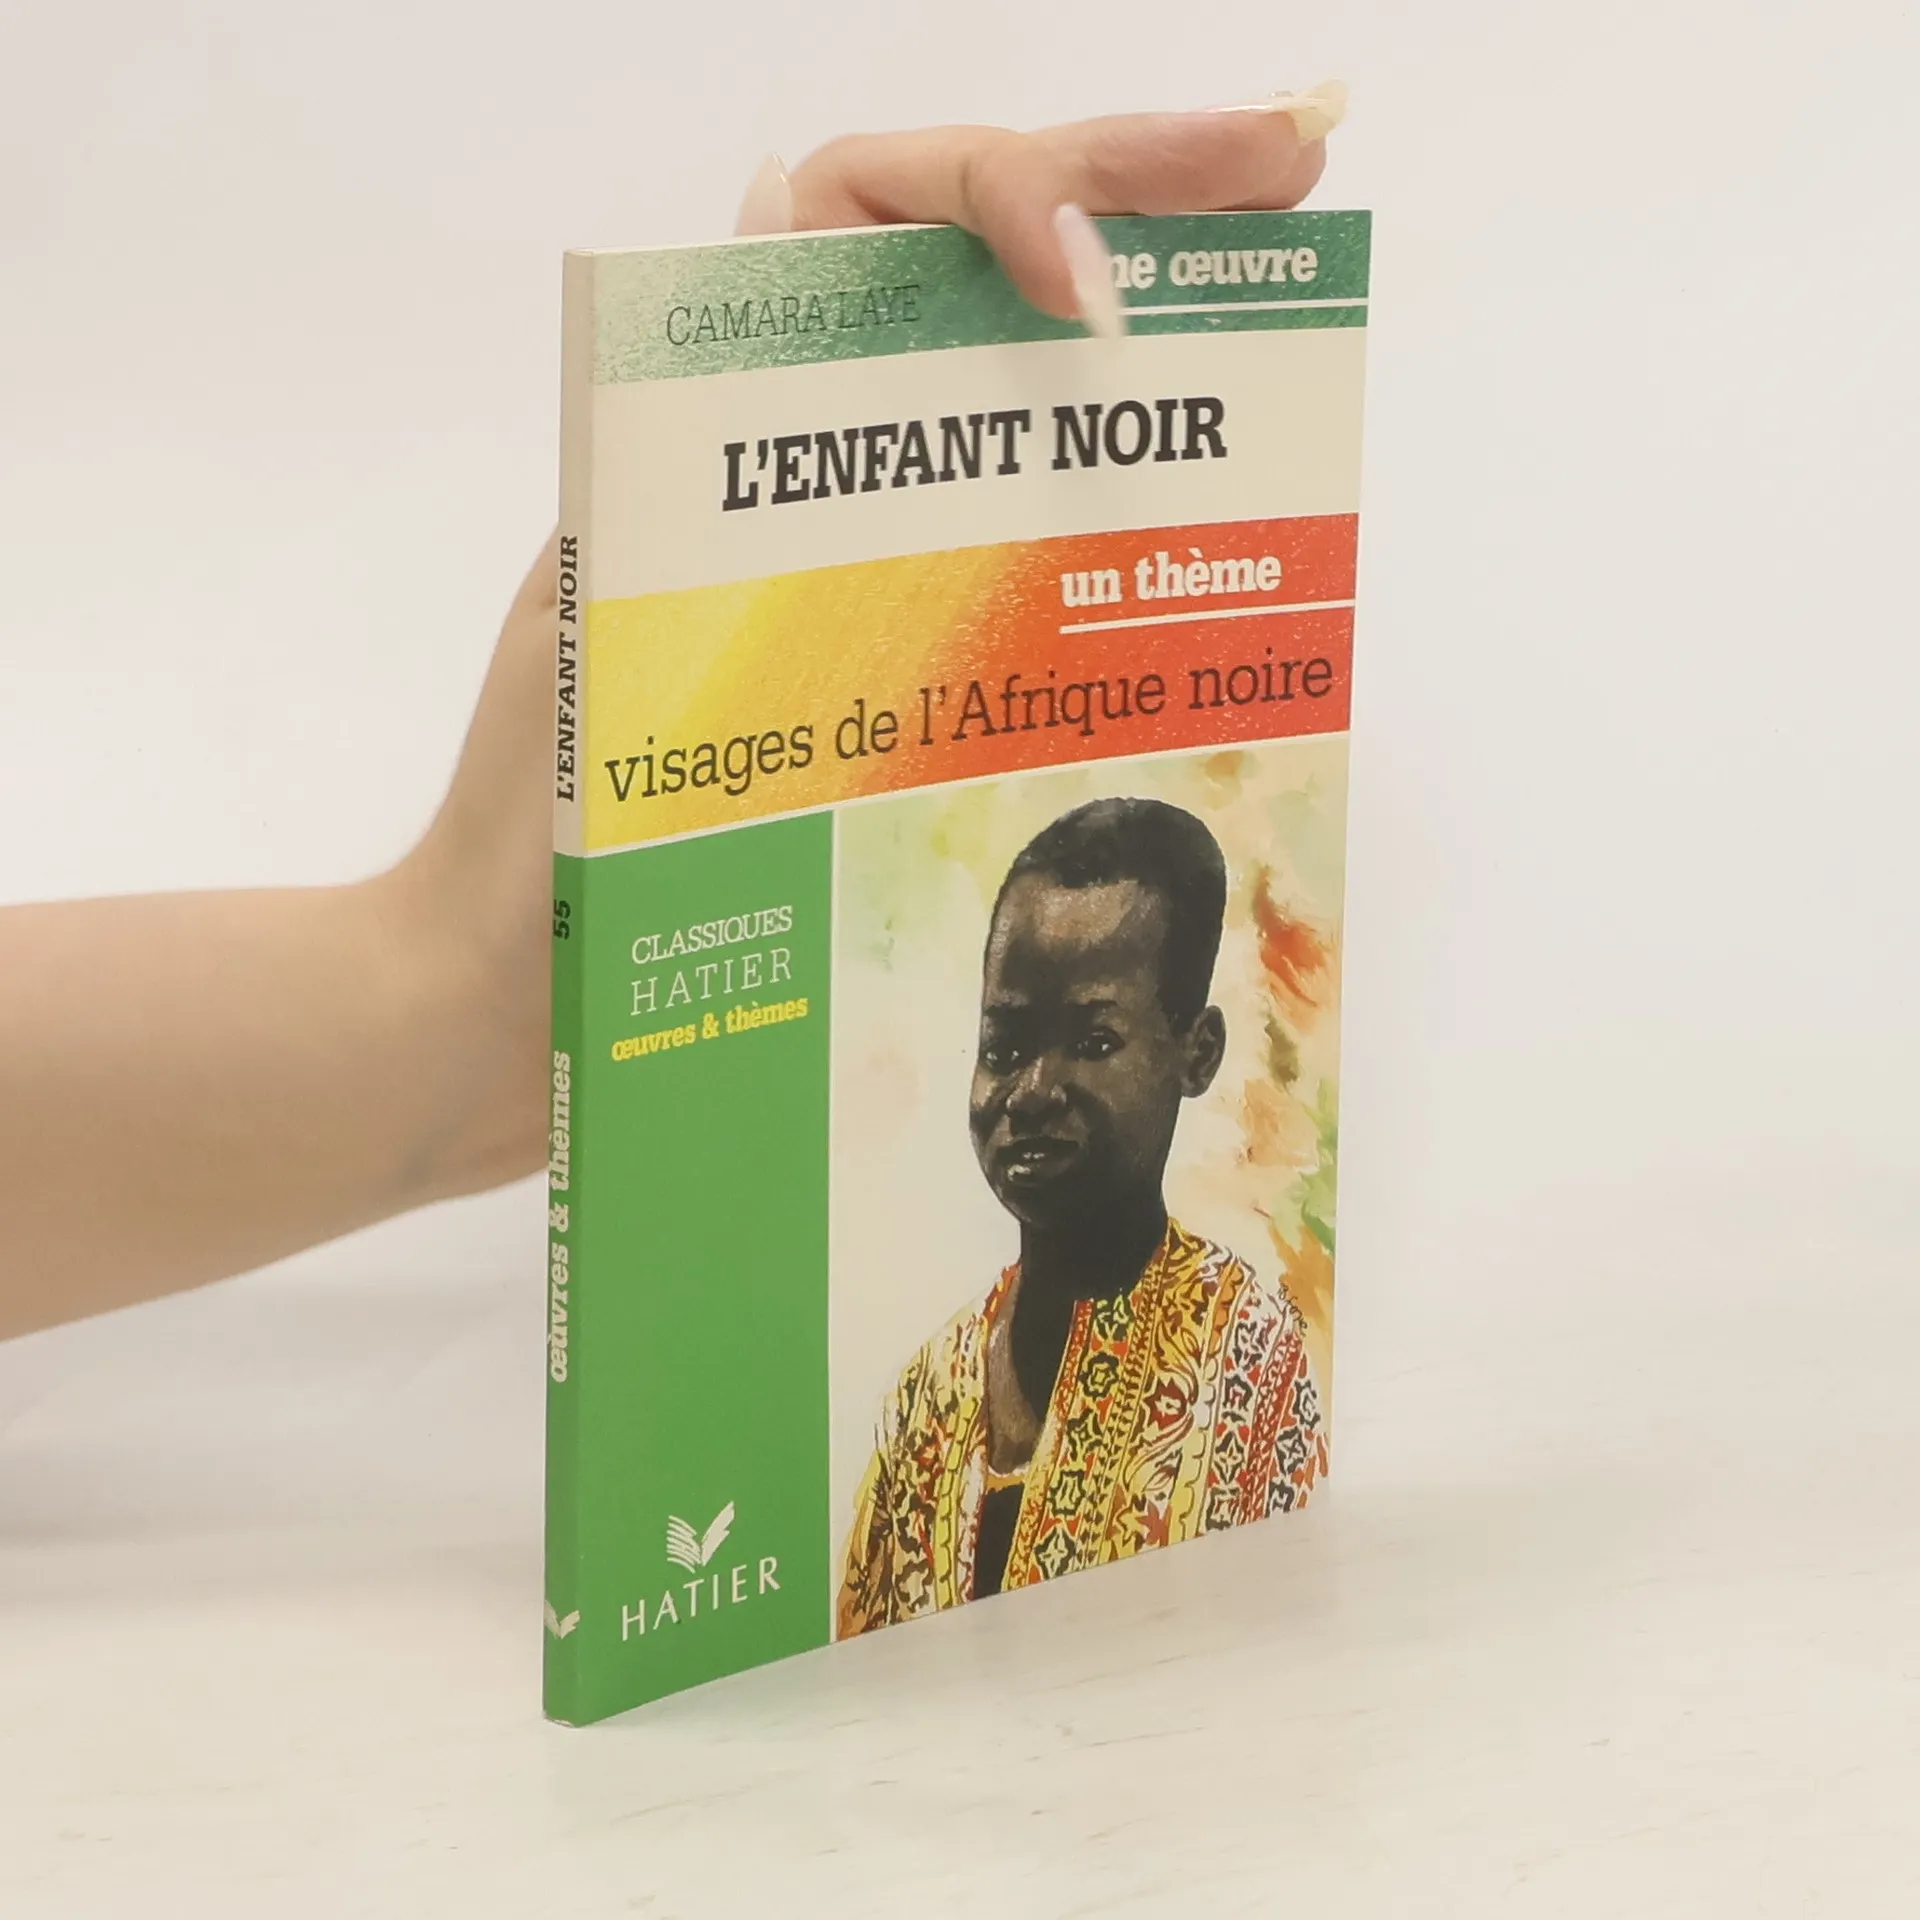 CAMARA LAYE
œuvre
L'ENFANT NOIR
un thème
visages de l'Afrique noire
CLASSIQUES
HATIER
œuvres & thèmes
HATIER
L'ENFANT NOIR 55 œuvres & thèmes